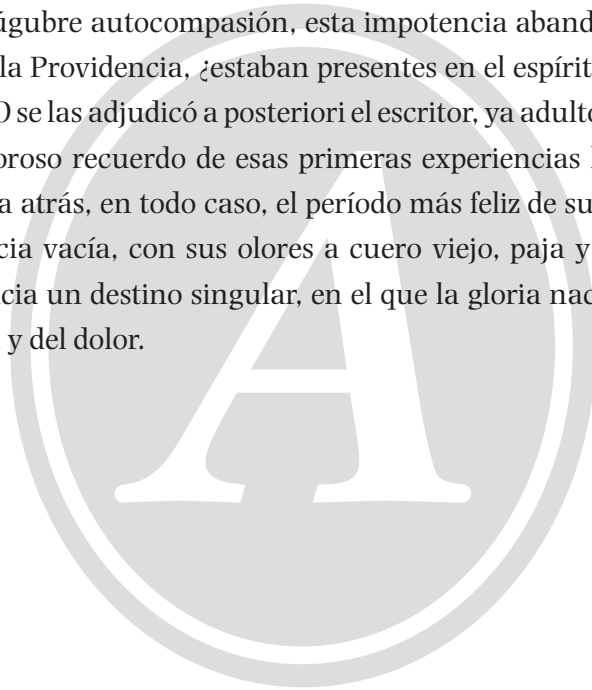 úgubre autocompasión, esta impotencia aband
la Providencia, ¿estaban presentes en el espírit
O se las adjudicó a posteriori el escritor, ya adulto
oroso recuerdo de esas primeras experiencias
a atrás, en todo caso, el período más feliz de su
cia vacía, con sus olores a cuero viejo, paja y
cia un destino singular, en el que la gloria nac
y del dolor.
A